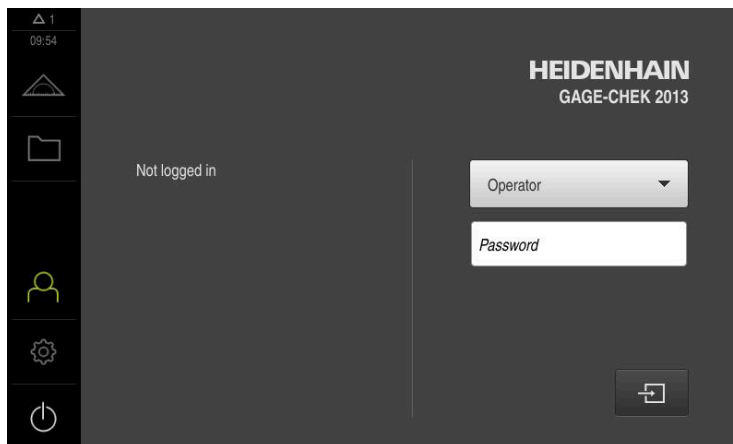 1
09:54
HEIDENHAIN
GAGE-CHEK 2013
Not logged in
Operator
Password